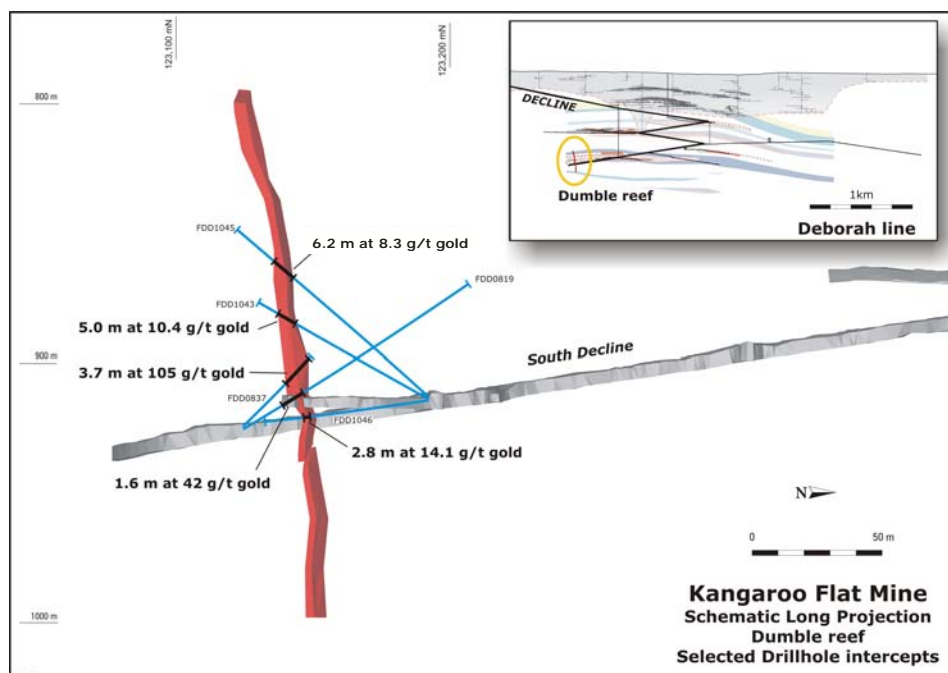 123,100 mN
123,200 mN
800 m
DECLINE
Dumble reef
1km
Deborah line
FDD1045
6.2 m at 8.3 g/t gold
FDD0819
FDD1043
5.0 m at 10.4 g/t gold
900 m
South Decline
3.7 m at 105 g/t gold
FDD0837
FDD1046
2.8 m at 14.1 g/t gold
1.6 m at 42 g/t gold
N
0
50 m
Kangaroo Flat Mine
Schematic Long Projection
Dumble reef
Selected Drillhole intercepts
1000 m